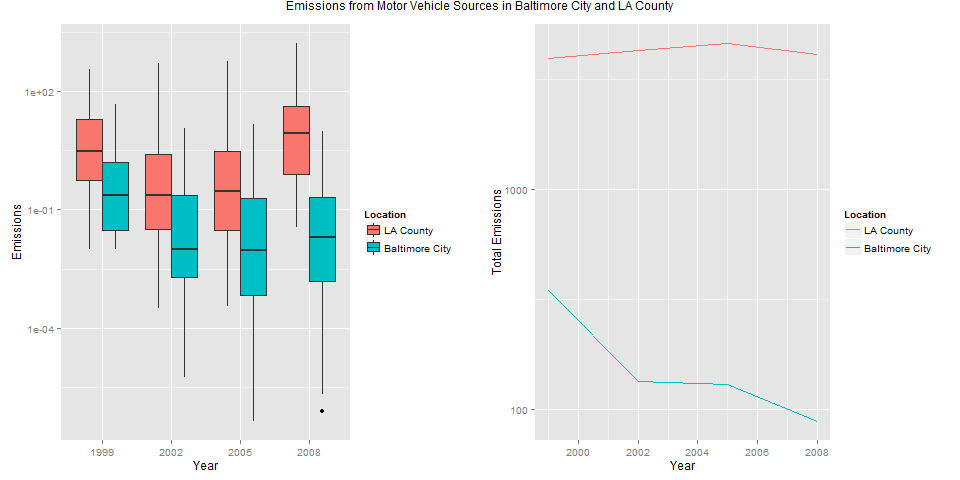 Emissions from Motor Vehicle Sources in Baltimore City and LA County
Emissions
1e+02
1e-01
1e-04
1999
2002
2005
2008
Year
Location
LA County
Baltimore City
Total Emissions
1000
100
2000
2002
2004
2006
2008
Year
Location
LA County
Baltimore City